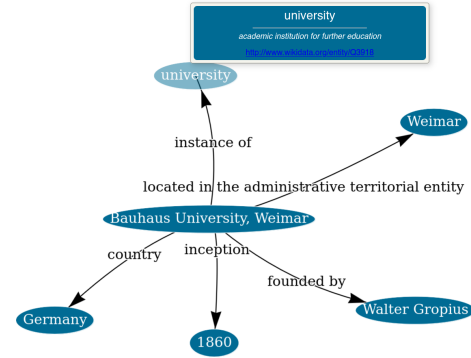 university
academic institution for further education
http://www.wikidata.org/entity/Q3918
university
Weimar
instance of
located in the administrative territorial entity
Bauhaus University, Weimar
country
inception
founded by
Germany
1860
Walter Gropius